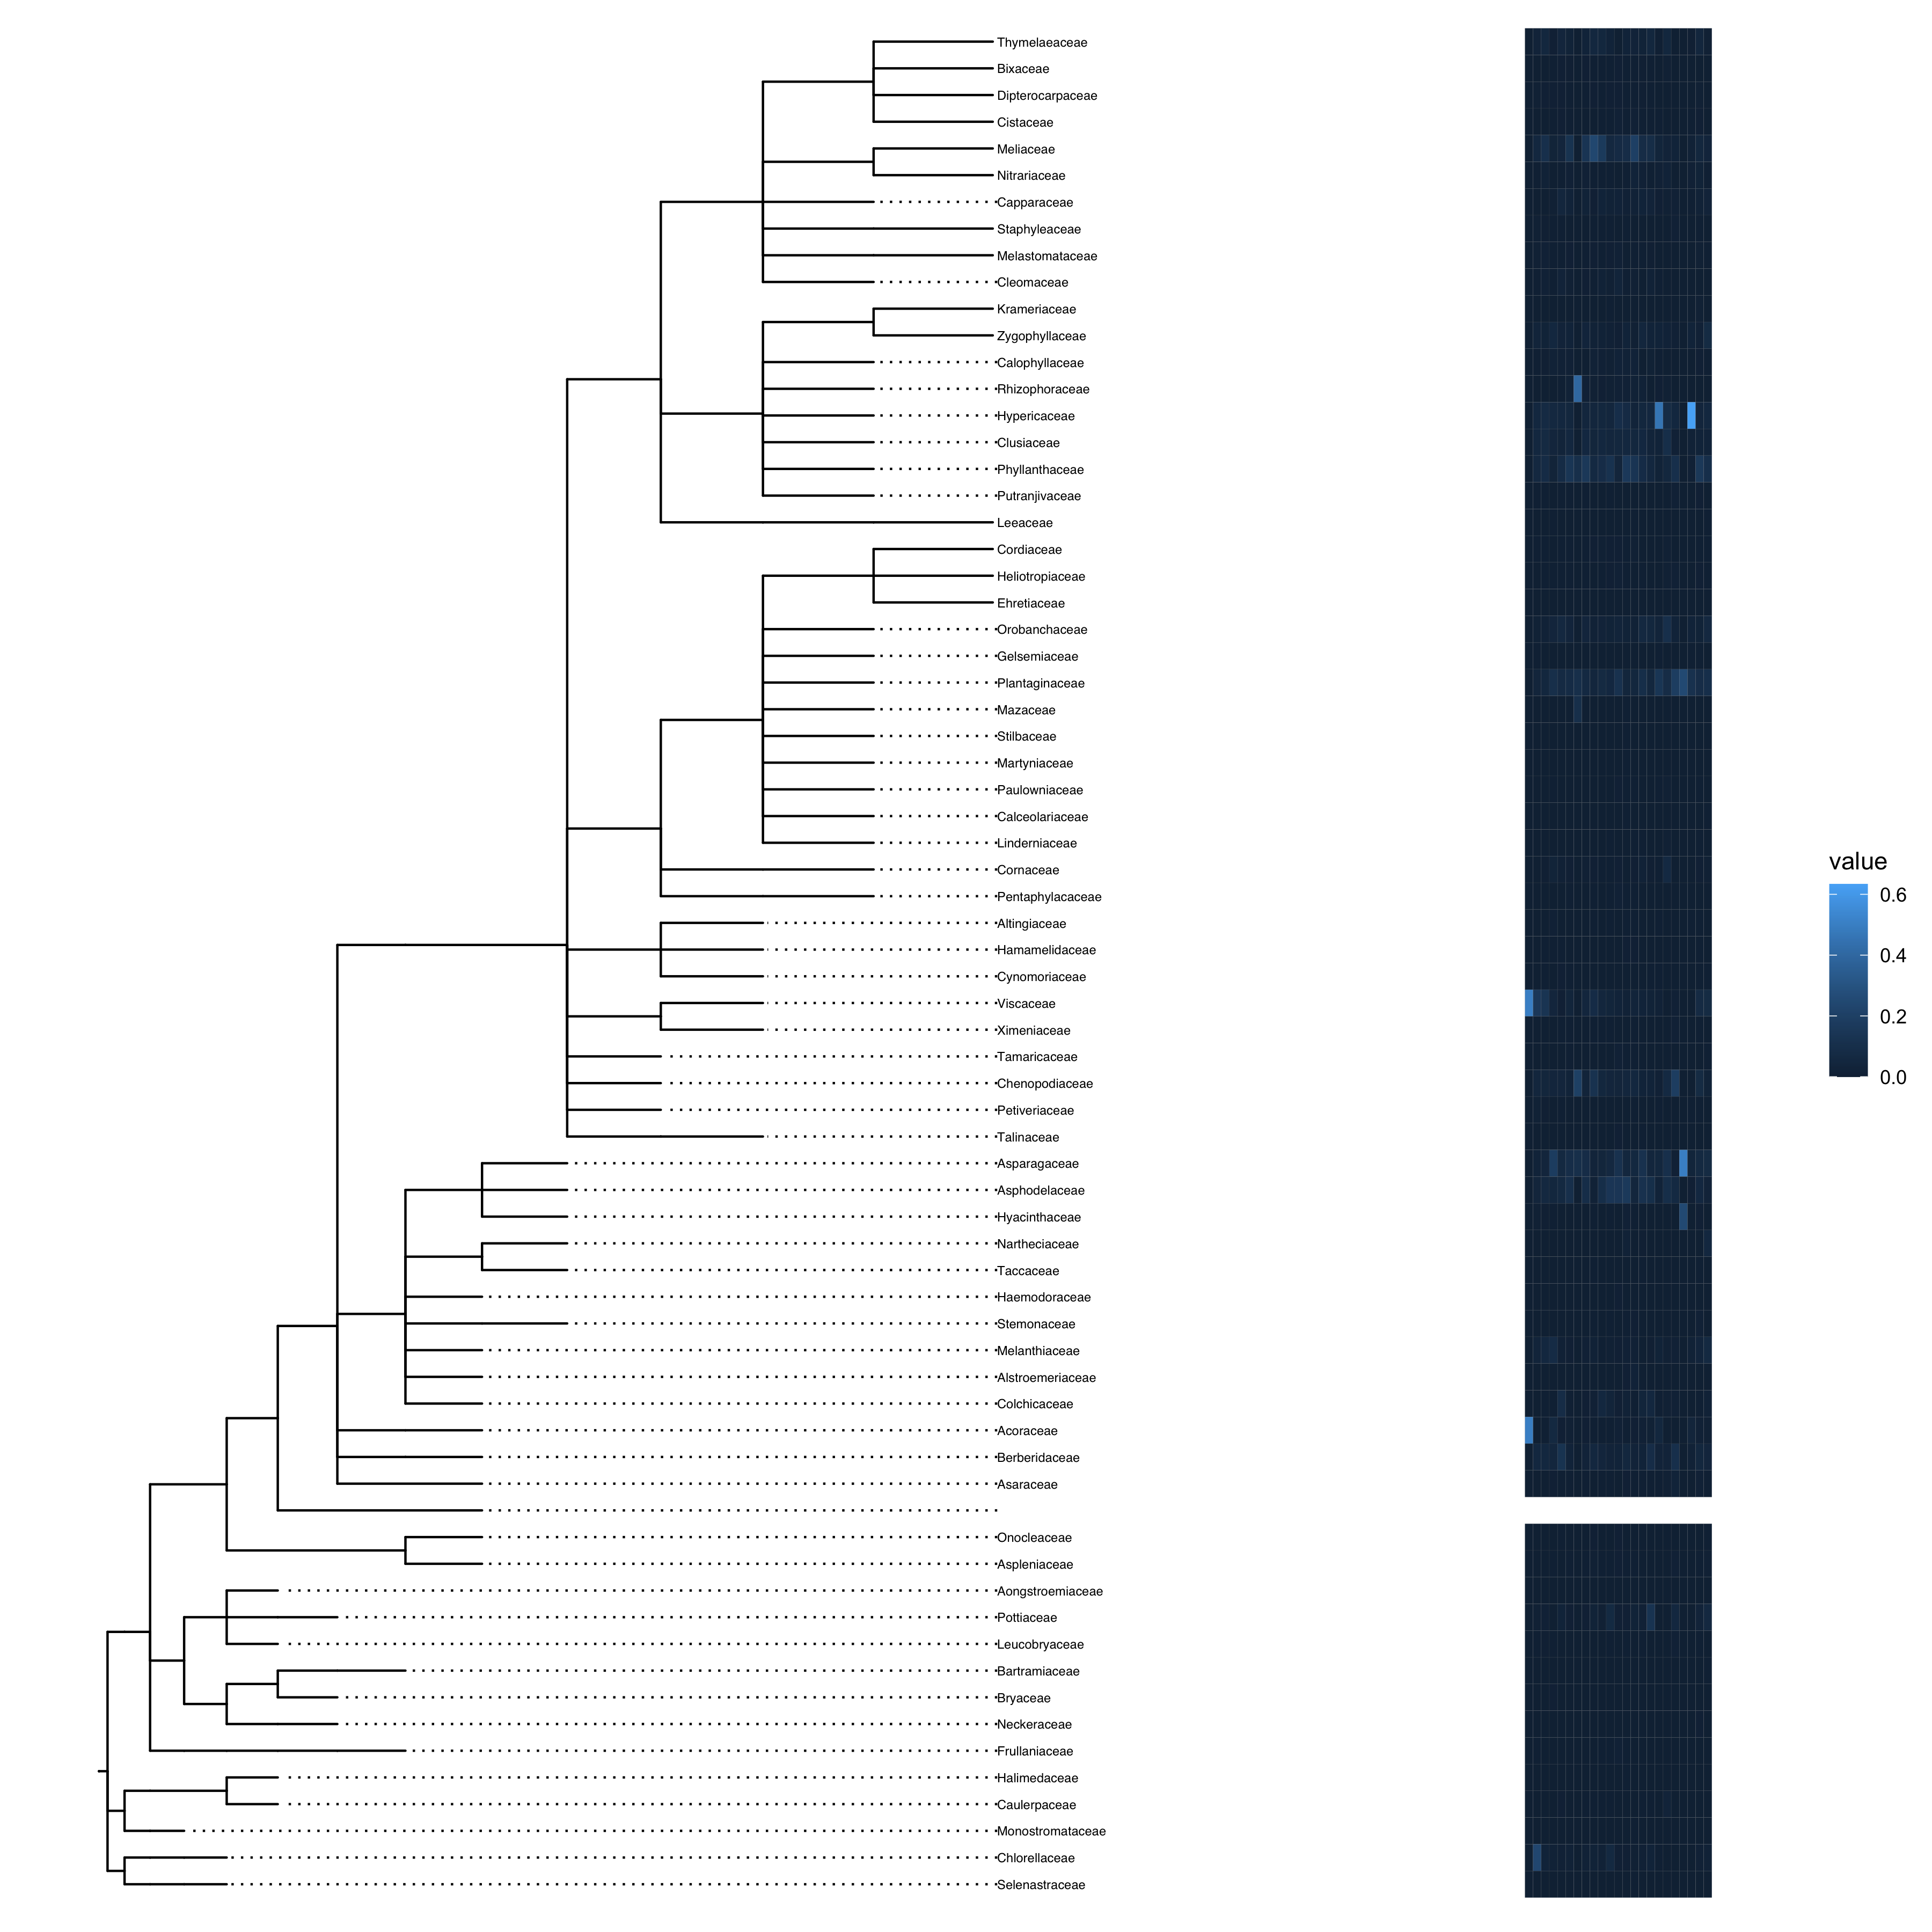 Thymelaeaceae
Bixaceae
Dipterocarpaceae
Cistaceae
Meliaceae
Nitrariaceae
Capparaceae
Staphyleaceae
Melastomataceae
Cleomaceae
Krameriaceae
Zygophyllaceae
Calophyllaceae
Rhizophoraceae
Hypericaceae
Clusiaceae
Phyllanthaceae
Putranjivaceae
Leeaceae
Cordiaceae
Heliotropiaceae
Ehretiaceae
Orobanchaceae
Gelsemiaceae
Plantaginaceae
Mazaceae
Stilbaceae
Martyniaceae
Paulowniaceae
Calceolariaceae
Linderniaceae
Cornaceae
Pentaphylacaceae
Altingiaceae
Hamamelidaceae
Cynomoriaceae
Viscaceae
Ximeniaceae
Tamaricaceae
Chenopodiaceae
Petiveriaceae
Talinaceae
Asparagaceae
Asphodelaceae
Hyacinthaceae
Nartheciaceae
Taccaceae
Haemodoraceae
Stemonaceae
Melanthiaceae
Alstroemeriaceae
Colchicaceae
Acoraceae
Berberidaceae
Asaraceae
Onocleaceae
Aspleniaceae
Aongstroemiaceae
Pottiaceae
Leucobryaceae
Bartramiaceae
Bryaceae
Neckeraceae
Frullaniaceae
Halimedaceae
Caulerpaceae
Monostromataceae
Chlorellaceae
Selenastraceae
value
0.6
0.4
0.2
0.0